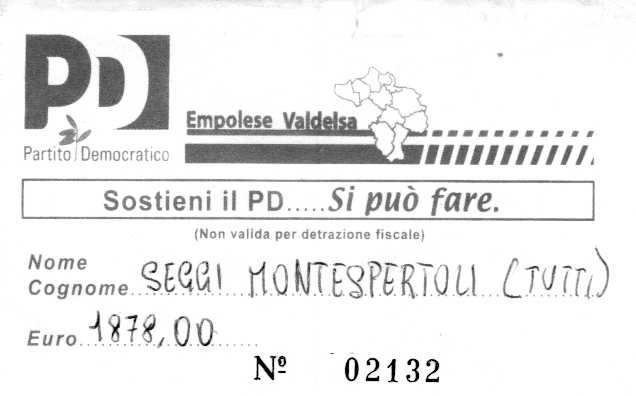 PD
Partito Democratico
Empolese Valdelsa
Sostieni il PD.....Si può fare.
(Non valida per detrazione fiscale)
Nome
Cognome SEGGI MONTESPERTOLI (TUTTI)
Euro 1878,00
Nº 02132